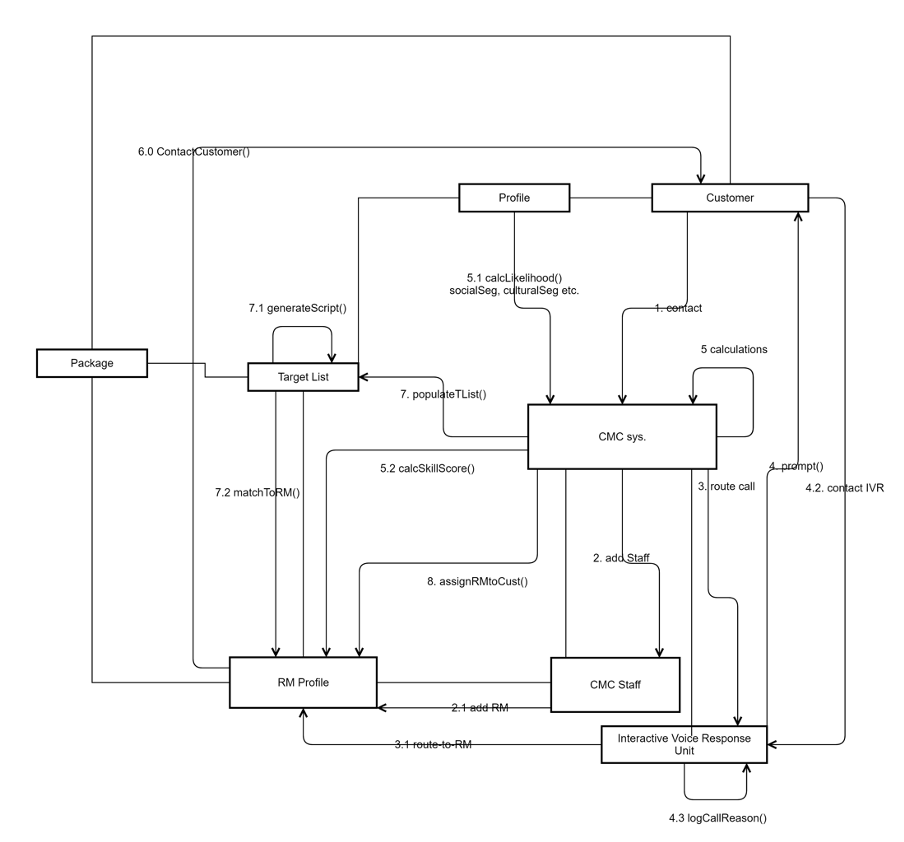 6.0 ContactCustomer()
Profile
Customer
5.1 calcLikelihood()
socialSeg, culturalSeg etc.
7.1 generateScript()
1. contact
5 calculations
Package
Target List
7. populateTList()
CMC sys.
5.2 calcSkillScore()
4. prompt()
3. route call
4.2. contact IVR
7.2 matchToRM()
2. add Staff
8. assignRMtoCust()
RM Profile
CMC Staff
2.1 add RM
3.1 route-to-RM
Interactive Voice Response
Unit
4.3 logCallReason()